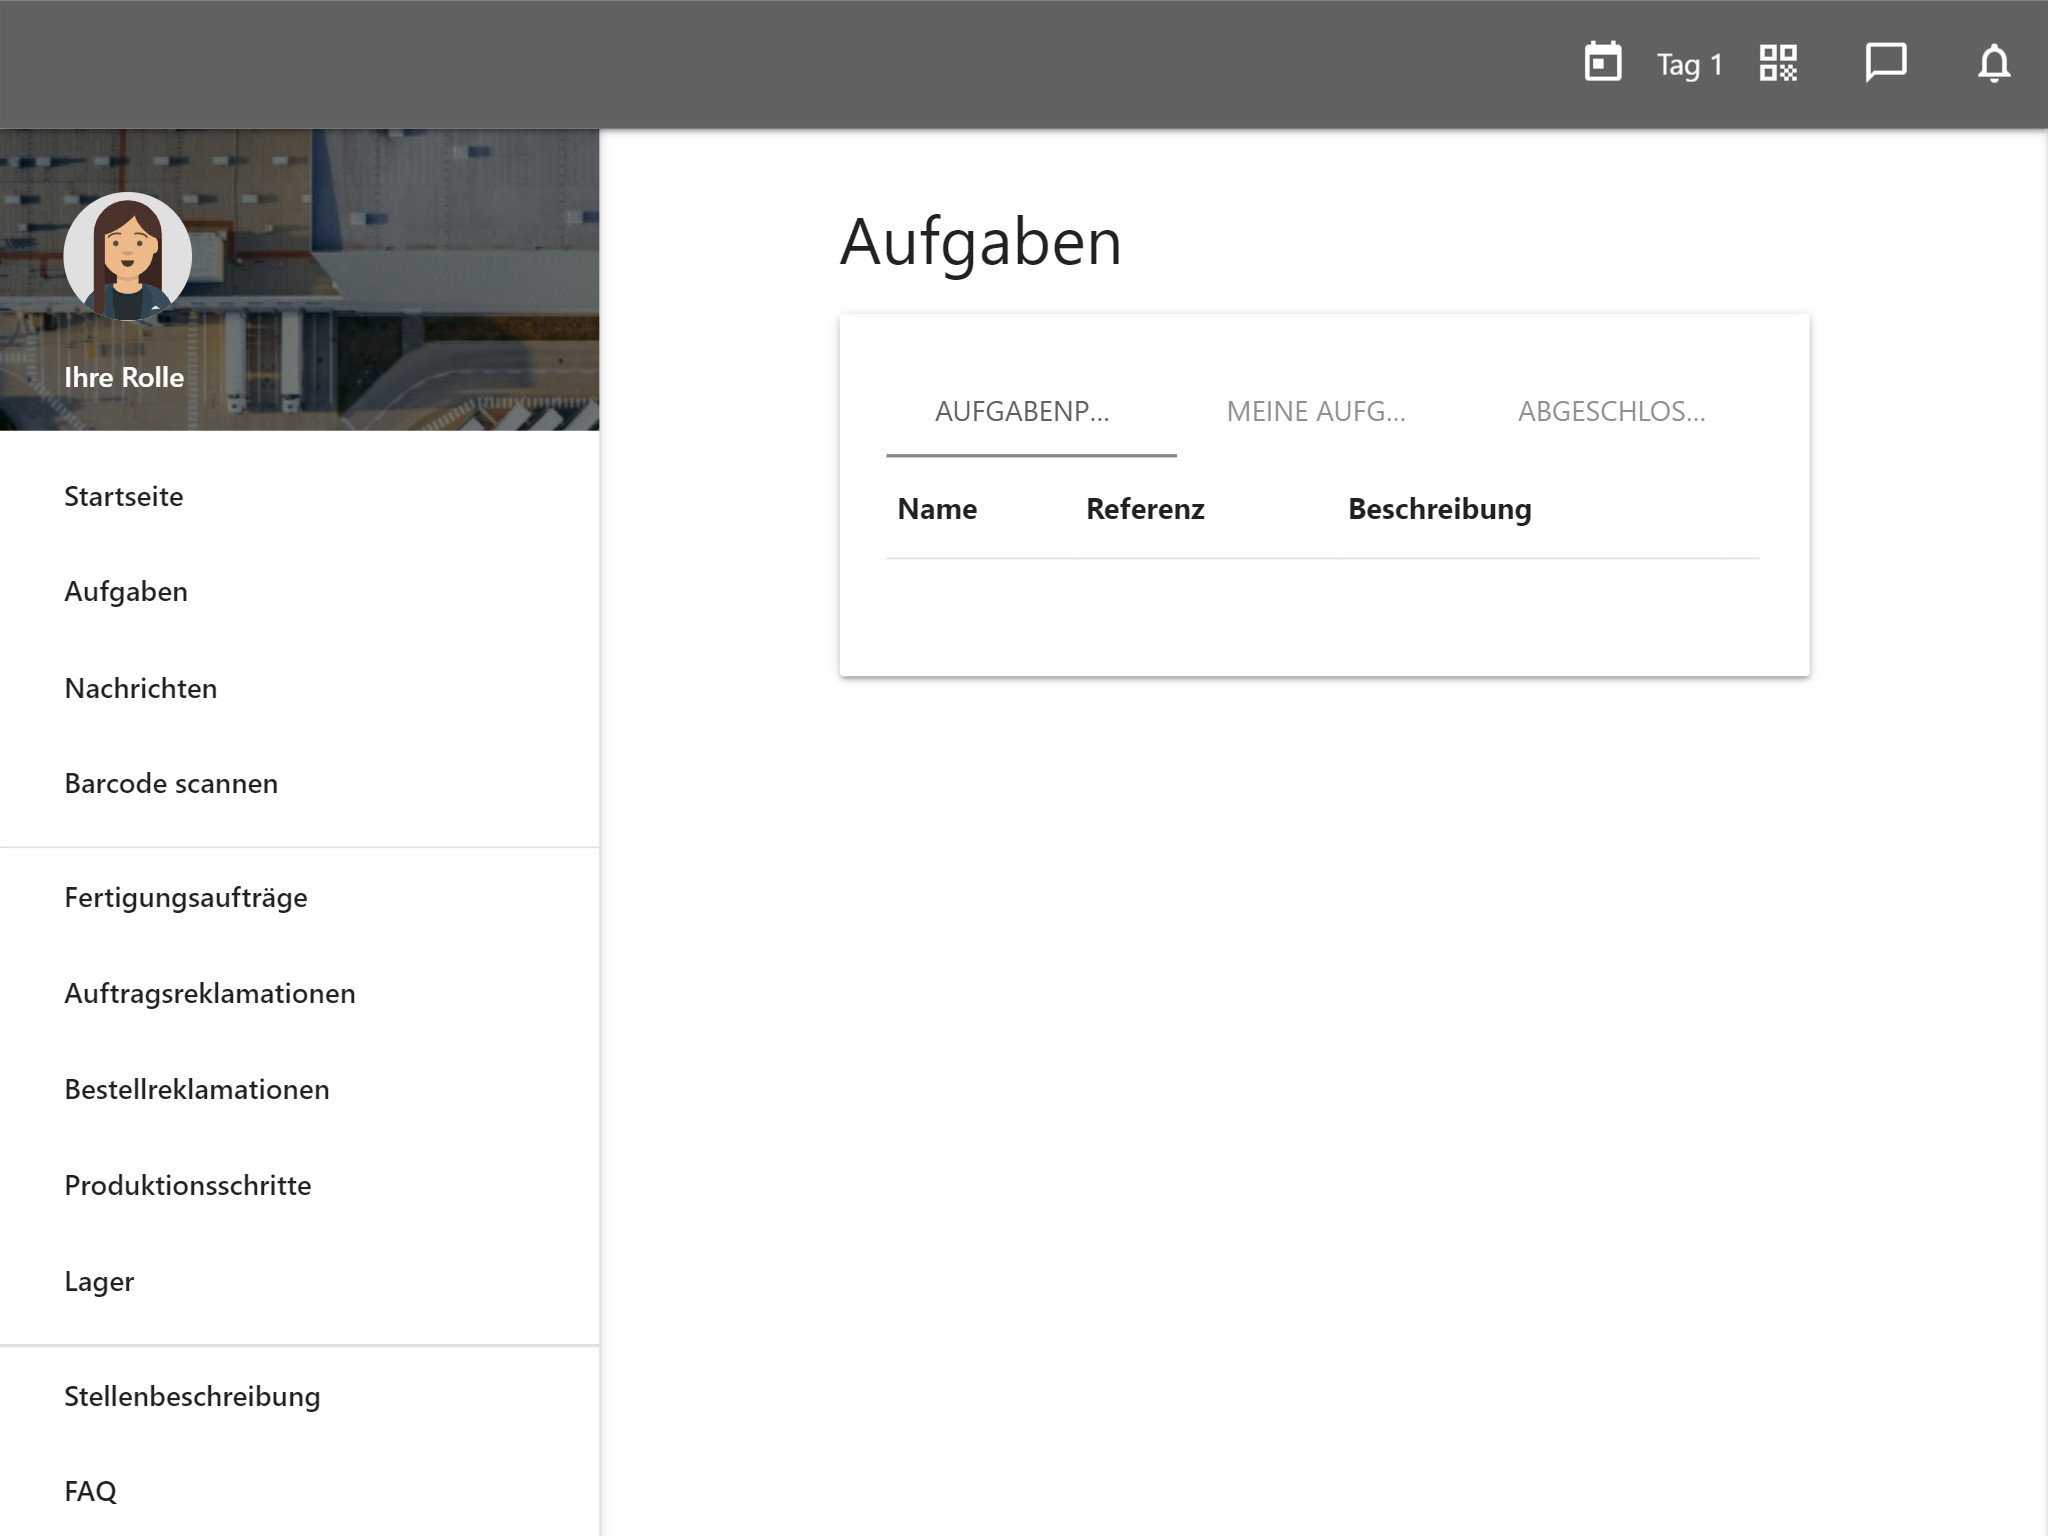 Tag 1
Ihre Rolle
Startseite
Aufgaben
Nachrichten
Barcode scannen
Fertigungsaufträge
Auftragsreklamationen
Bestellreklamationen
Produktionsschritte
Lager
Stellenbeschreibung
FAQ
Aufgaben
AUFGABENP... MEINE AUFG... ABGESCHLOS...
Name Referenz Beschreibung